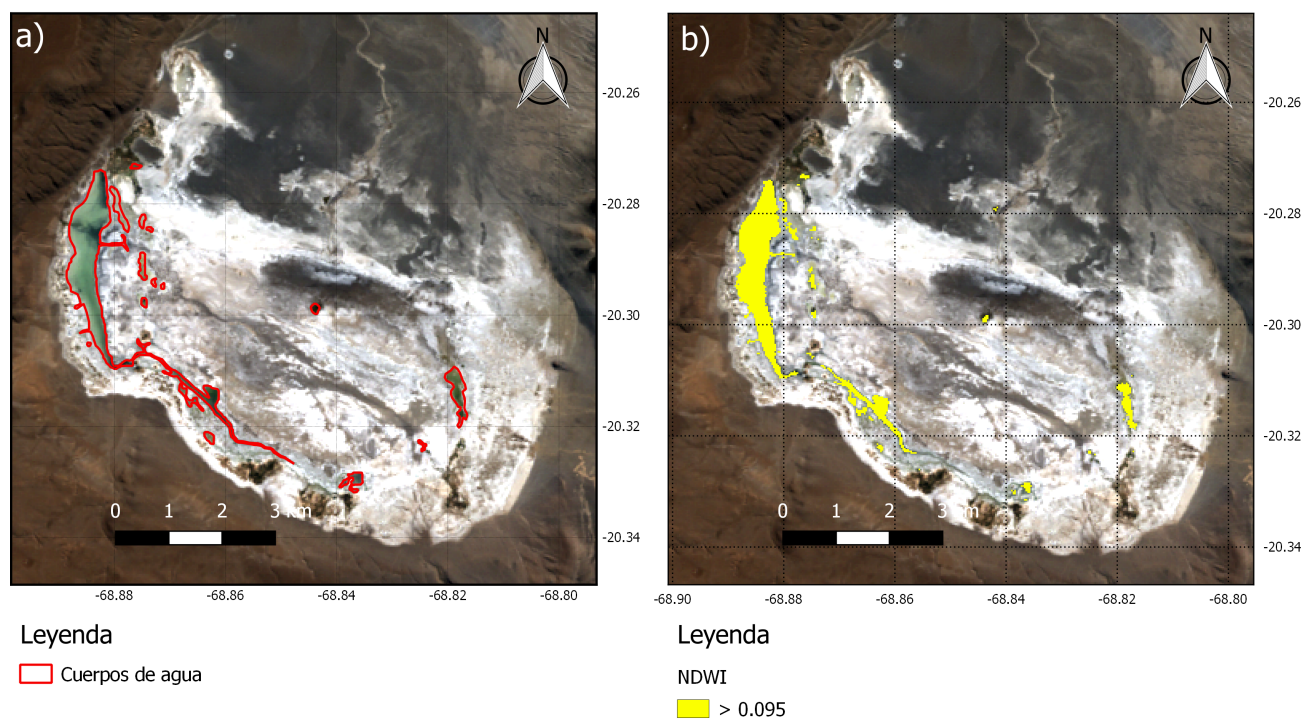 a)
N
-20.26
-20.28
-20.30
-20.32
-20.34
0 1 2 3 km
-68.88 -68.86 -68.84 -68.82 -68.80
Leyenda
Cuerpos de agua
b)
N
-20.26
-20.28
-20.30
-20.32
-20.34
0 1 2 3 km
-68.90 -68.88 -68.86 -68.84 -68.82 -68.80
Leyenda
NDWI
> 0.095